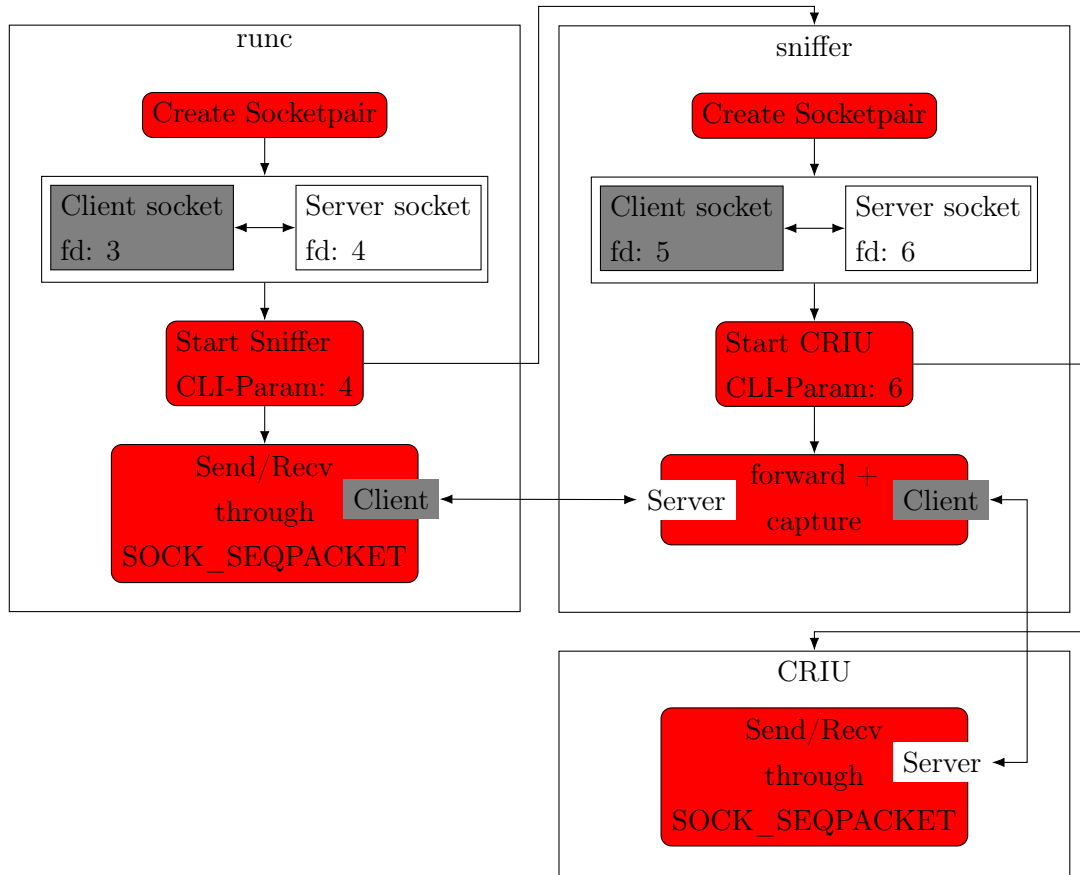 runc
Create Socketpair
Client socket
fd: 3
Server socket
fd: 4
Start Sniffer
CLI-Param: 4
Send/Recv
through
SOCK_SEQPACKET
Client
sniffer
Create Socketpair
Client socket
fd: 5
Server socket
fd: 6
Start CRIU
CLI-Param: 6
Server
forward +
capture
Client
CRIU
Send/Recv
through
SOCK_SEQPACKET
Server